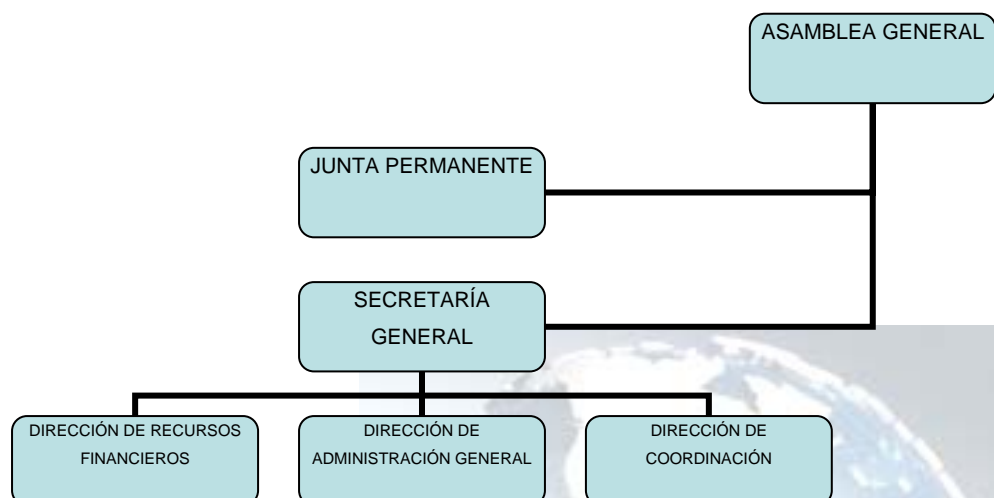 ASAMBLEA GENERAL
JUNTA PERMANENTE
SECRETARÍA
GENERAL
DIRECCIÓN DE RECURSOS
FINANCIEROS
DIRECCIÓN DE
ADMINISTRACIÓN GENERAL
DIRECCIÓN DE
COORDINACIÓN